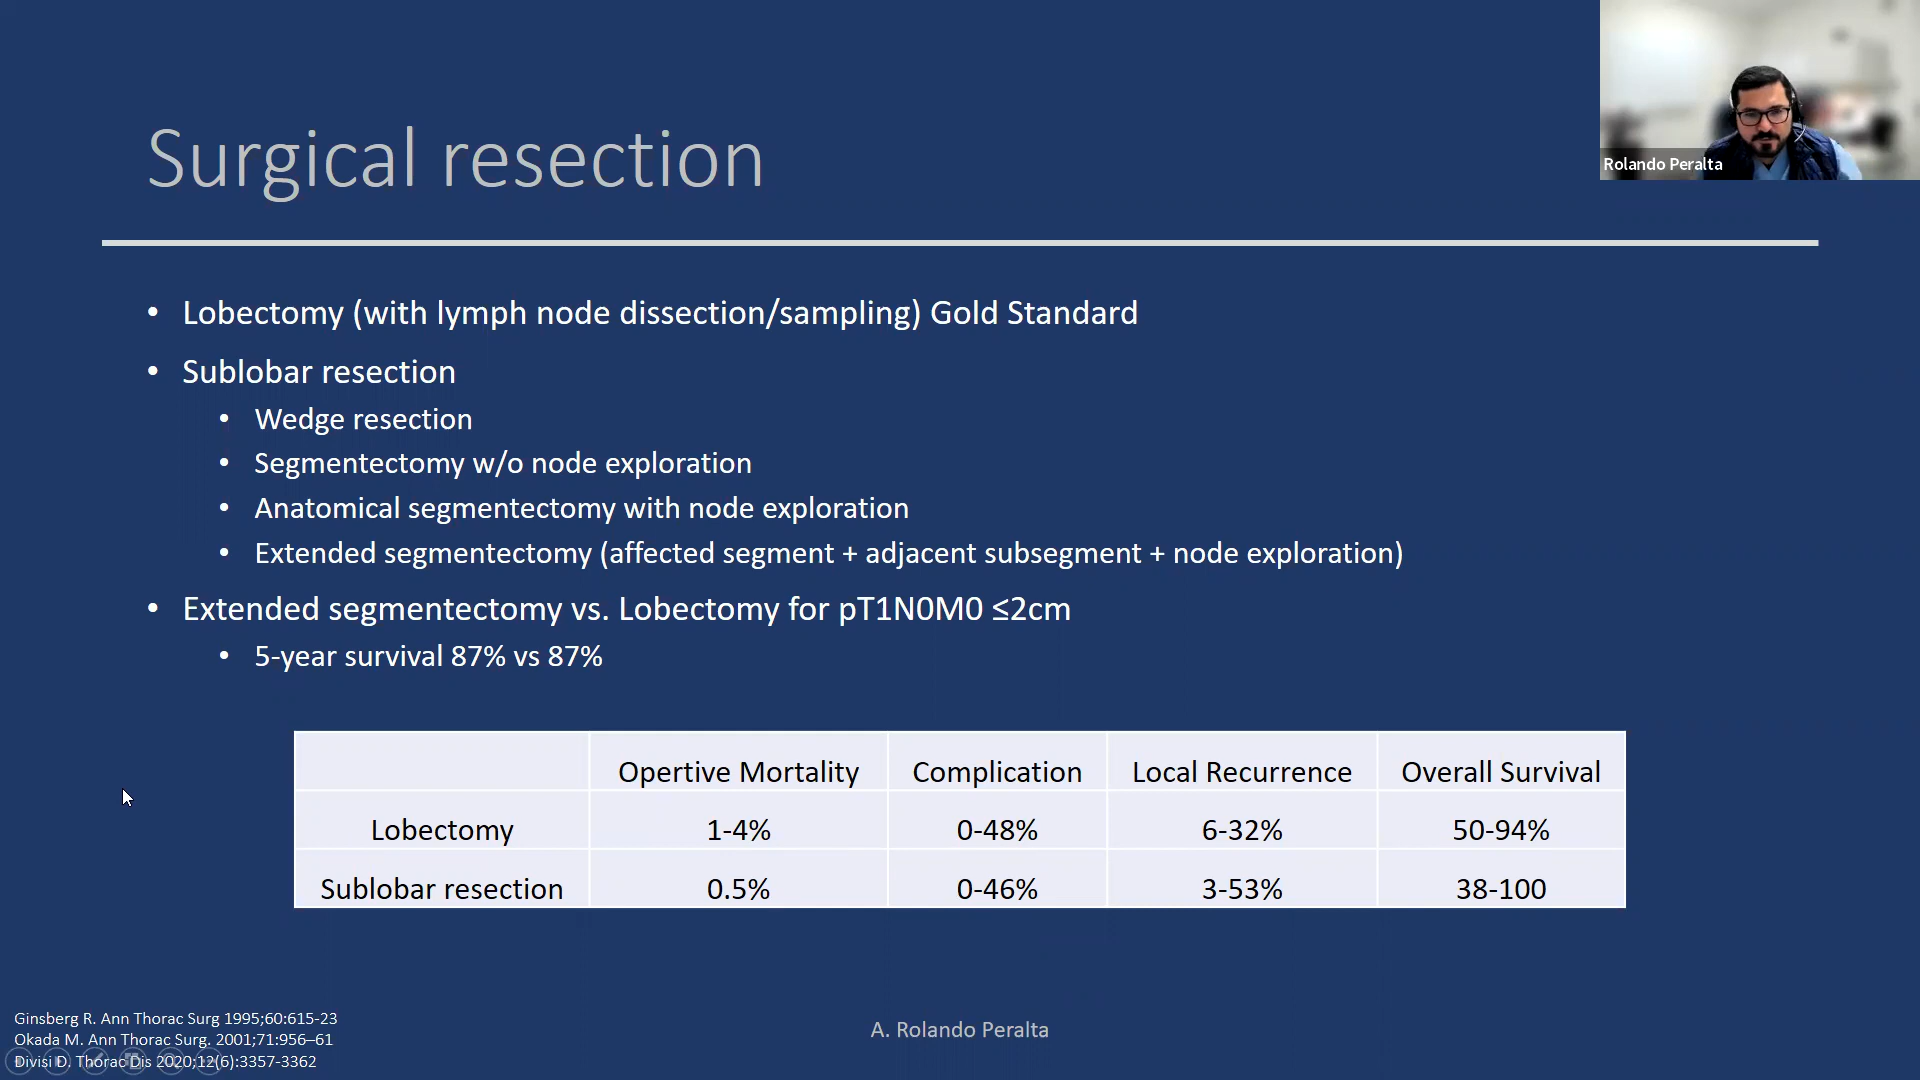 Surgical resection
Rolando Peralta
• Lobectomy (with lymph node dissection/sampling) Gold Standard
• Sublobar resection
• Wedge resection
• Segmentectomy w/o node exploration
• Anatomical segmentectomy with node exploration
• Extended segmentectomy (affected segment + adjacent subsegment + node exploration)
• Extended segmentectomy vs. Lobectomy for pT1N0M0 ≤2cm
• 5-year survival 87% vs 87%
Opertive Mortality Complication Local Recurrence Overall Survival
Lobectomy 1-4% 0-48% 6-32% 50-94%
Sublobar resection 0.5% 0-46% 3-53% 38-100
Ginsberg R. Ann Thorac Surg 1995;60:615-23
Okada M. Ann Thorac Surg. 2001;71:956–61
Divisi D. Thorac Dis 2020;12(6):3357-3362
A. Rolando Peralta